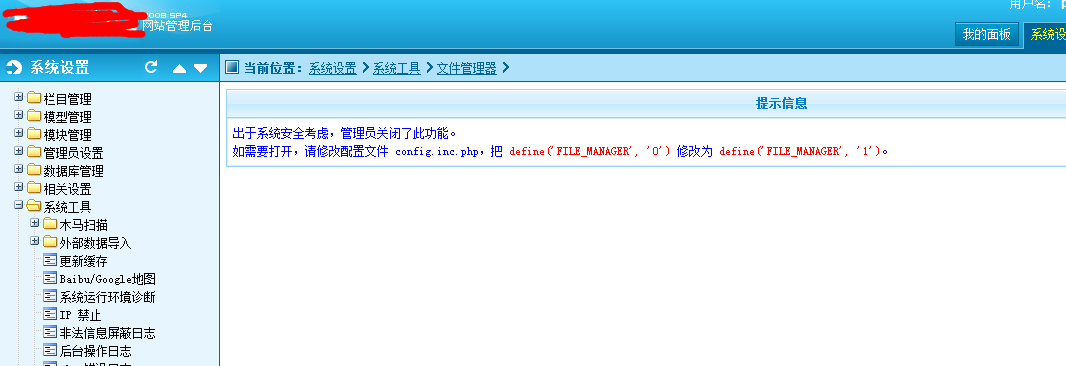 用户名：
2008 SP4
网站管理后台
我的面板
系统设
系统设置
当前位置：系统设置 > 系统工具 > 文件管理器 >
栏目管理
模型管理
模块管理
管理员设置
数据库管理
相关设置
系统工具
木马扫描
外部数据导入
更新缓存
Baibu/Google地图
系统运行环境诊断
IP 禁止
非法信息屏蔽日志
后台操作日志
提示信息
出于系统安全考虑，管理员关闭了此功能。
如需要打开，请修改配置文件 config.inc.php，把 define('FILE_MANAGER', '0') 修改为 define('FILE_MANAGER', '1')。